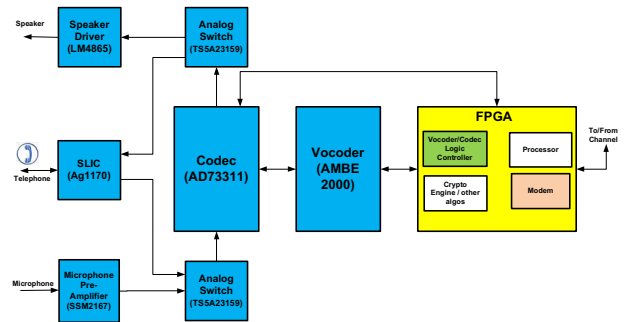 Speaker
Speaker
Driver
(LM4865)
Analog
Switch
(TS5A23159)
Telephone
SLIC
(Ag1170)
Codec
(AD73311)
Vocoder
(AMBE
2000)
FPGA
Vocoder/Codec
Logic
Controller
Processor
Crypto
Engine / other
algos
Modem
To/From
Channel
Microphone
Microphone
Pre-
Amplifier
(SSM2167)
Analog
Switch
(TS5A23159)